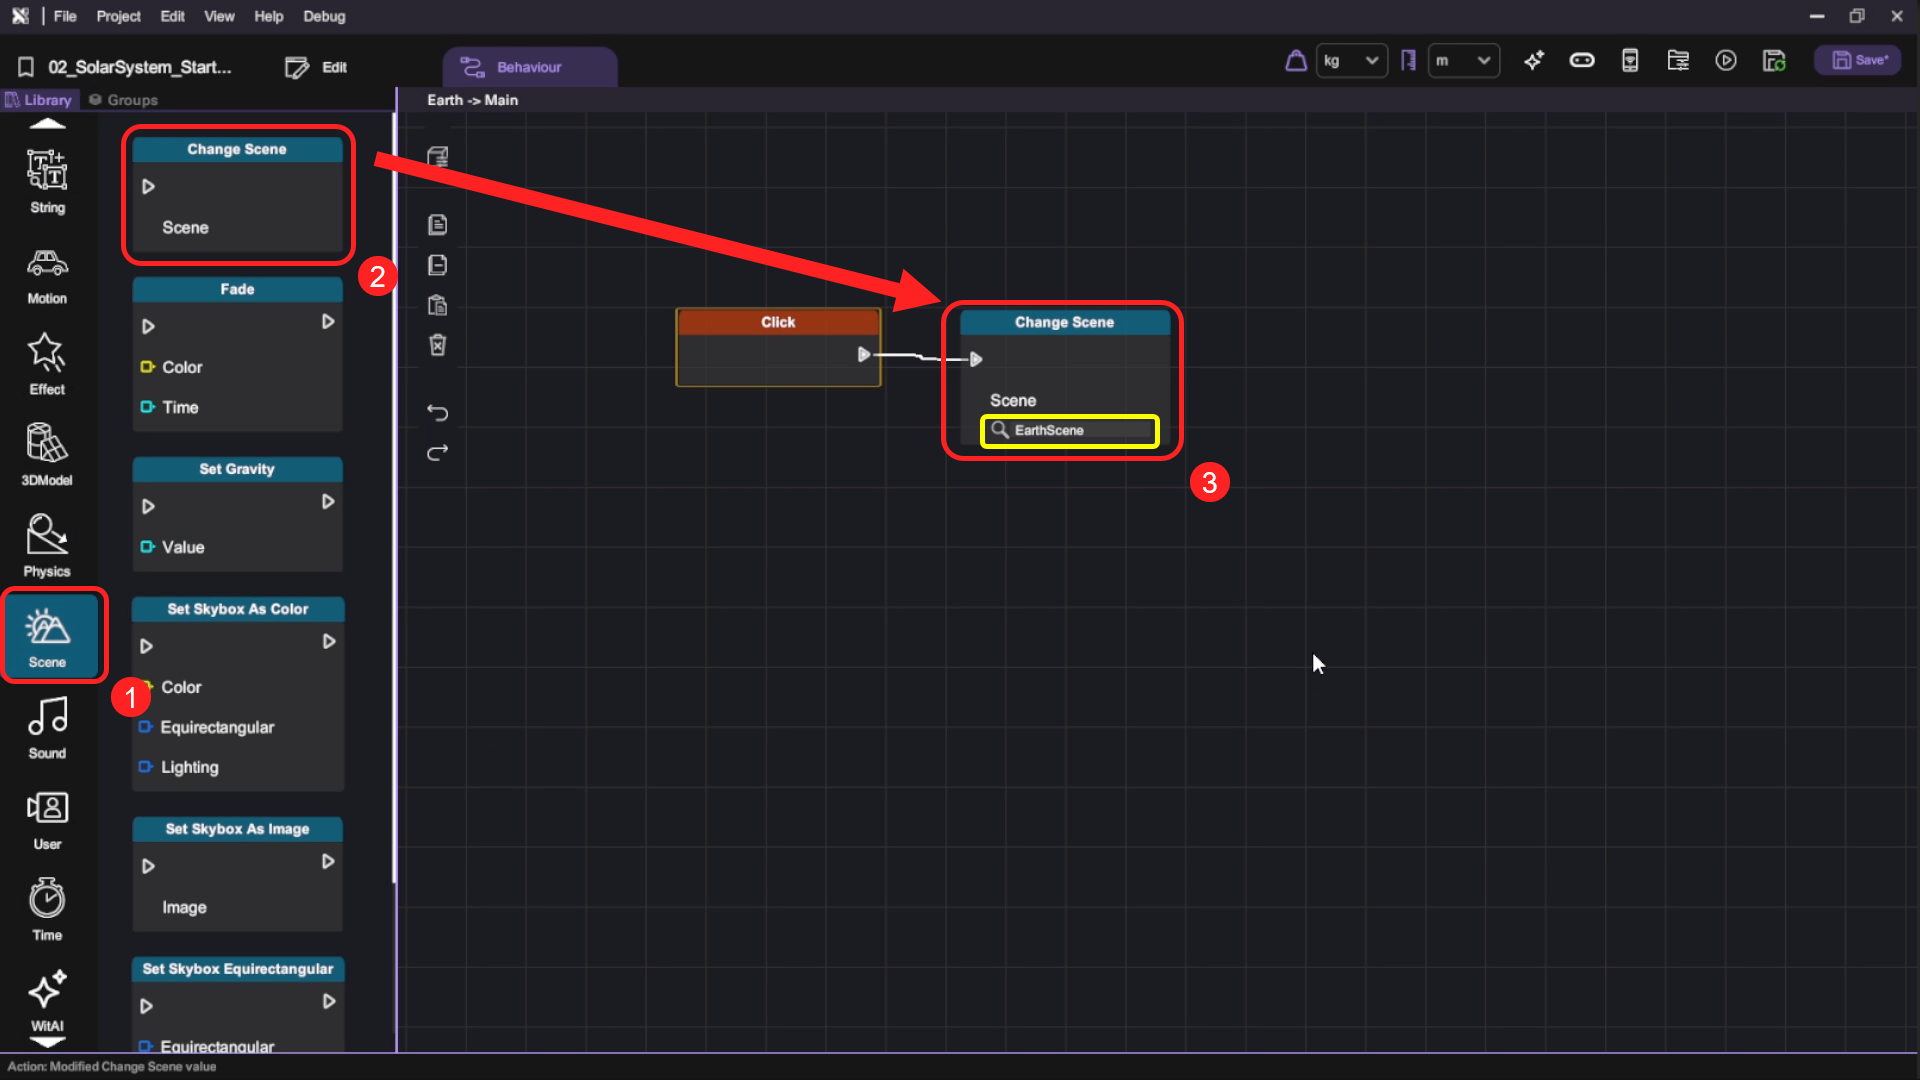 File Project Edit View Help Debug
02_SolarSystem_Start... Edit Behaviour kg m Save*
Library Groups
Earth -> Main
String
Motion
Effect
3DModel
Physics
Scene
Sound
User
Time
WitAI
Change Scene
Scene
Fade
Color
Time
Set Gravity
Value
Set Skybox As Color
Color
Equirectangular
Lighting
Set Skybox As Image
Image
Set Skybox Equirectangular
Equirectangular
1
2
Click
Change Scene
Scene
EarthScene
3
Action: Modified Change Scene value